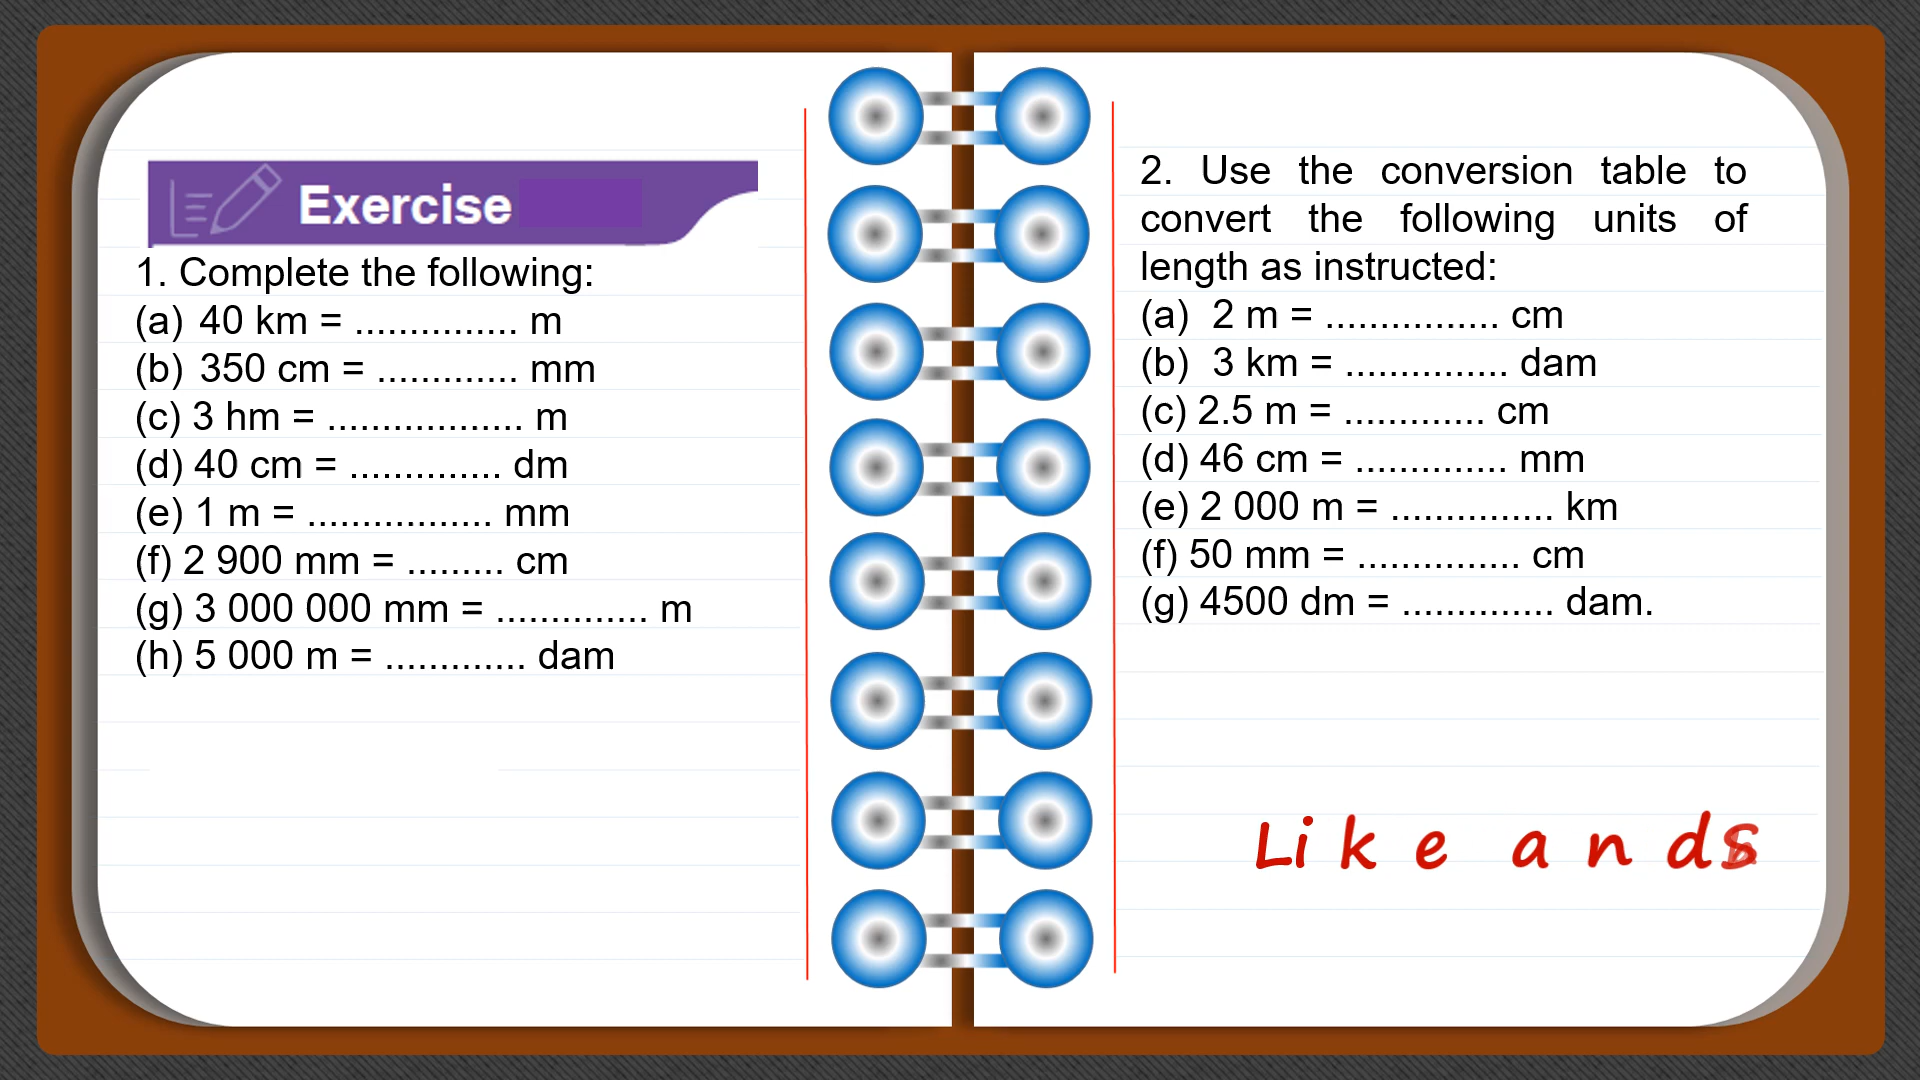 Exercise
1. Complete the following:
(a) 40 km = ............... m
(b) 350 cm = ............. mm
(c) 3 hm = .................. m
(d) 40 cm = .............. dm
(e) 1 m = ................. mm
(f) 2 900 mm = ......... cm
(g) 3 000 000 mm = .............. m
(h) 5 000 m = ............. dam
2. Use the conversion table to
convert the following units of
length as instructed:
(a) 2 m = ................ cm
(b) 3 km = ............... dam
(c) 2.5 m = ............. cm
(d) 46 cm = .............. mm
(e) 2 000 m = ............... km
(f) 50 mm = ............... cm
(g) 4500 dm = .............. dam.
Like and